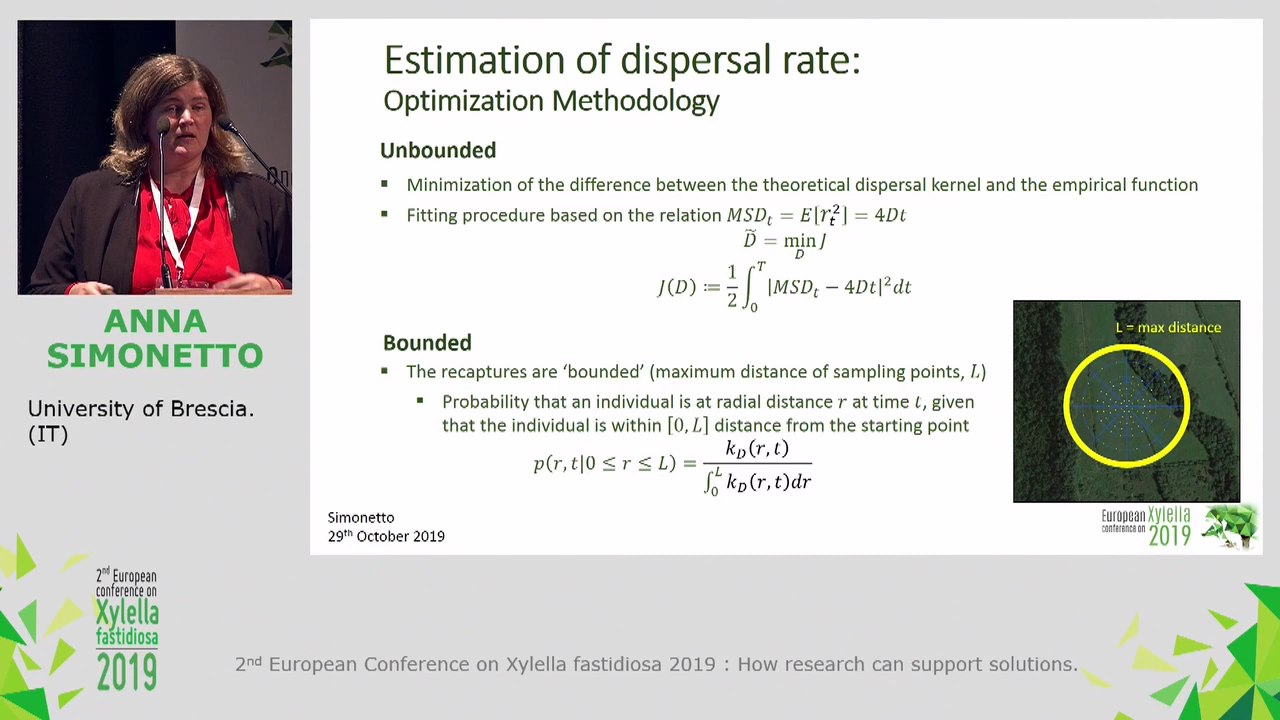 Estimation of dispersal rate:
Optimization Methodology
Unbounded
▪ Minimization of the difference between the theoretical dispersal kernel and the empirical function
▪ Fitting procedure based on the relation MSD_t = E[r_t^2] = 4Dt
D̃ = min_D J
J(D) ≔ 1/2 ∫_0^T |MSD_t − 4Dt|^2 dt
Bounded
▪ The recaptures are ‘bounded’ (maximum distance of sampling points, L)
▪ Probability that an individual is at radial distance r at time t, given
that the individual is within [0, L] distance from the starting point
p(r, t|0 ≤ r ≤ L) = k_D(r, t) / ∫_0^L k_D(r, t)dr
L = max distance
Simonetto
29th October 2019
European Xylella
conference on 2019
ANNA
SIMONETTO
University of Brescia.
(IT)
2nd European
conference on
Xylella
fastidiosa
2019
2nd European Conference on Xylella fastidiosa 2019 : How research can support solutions.